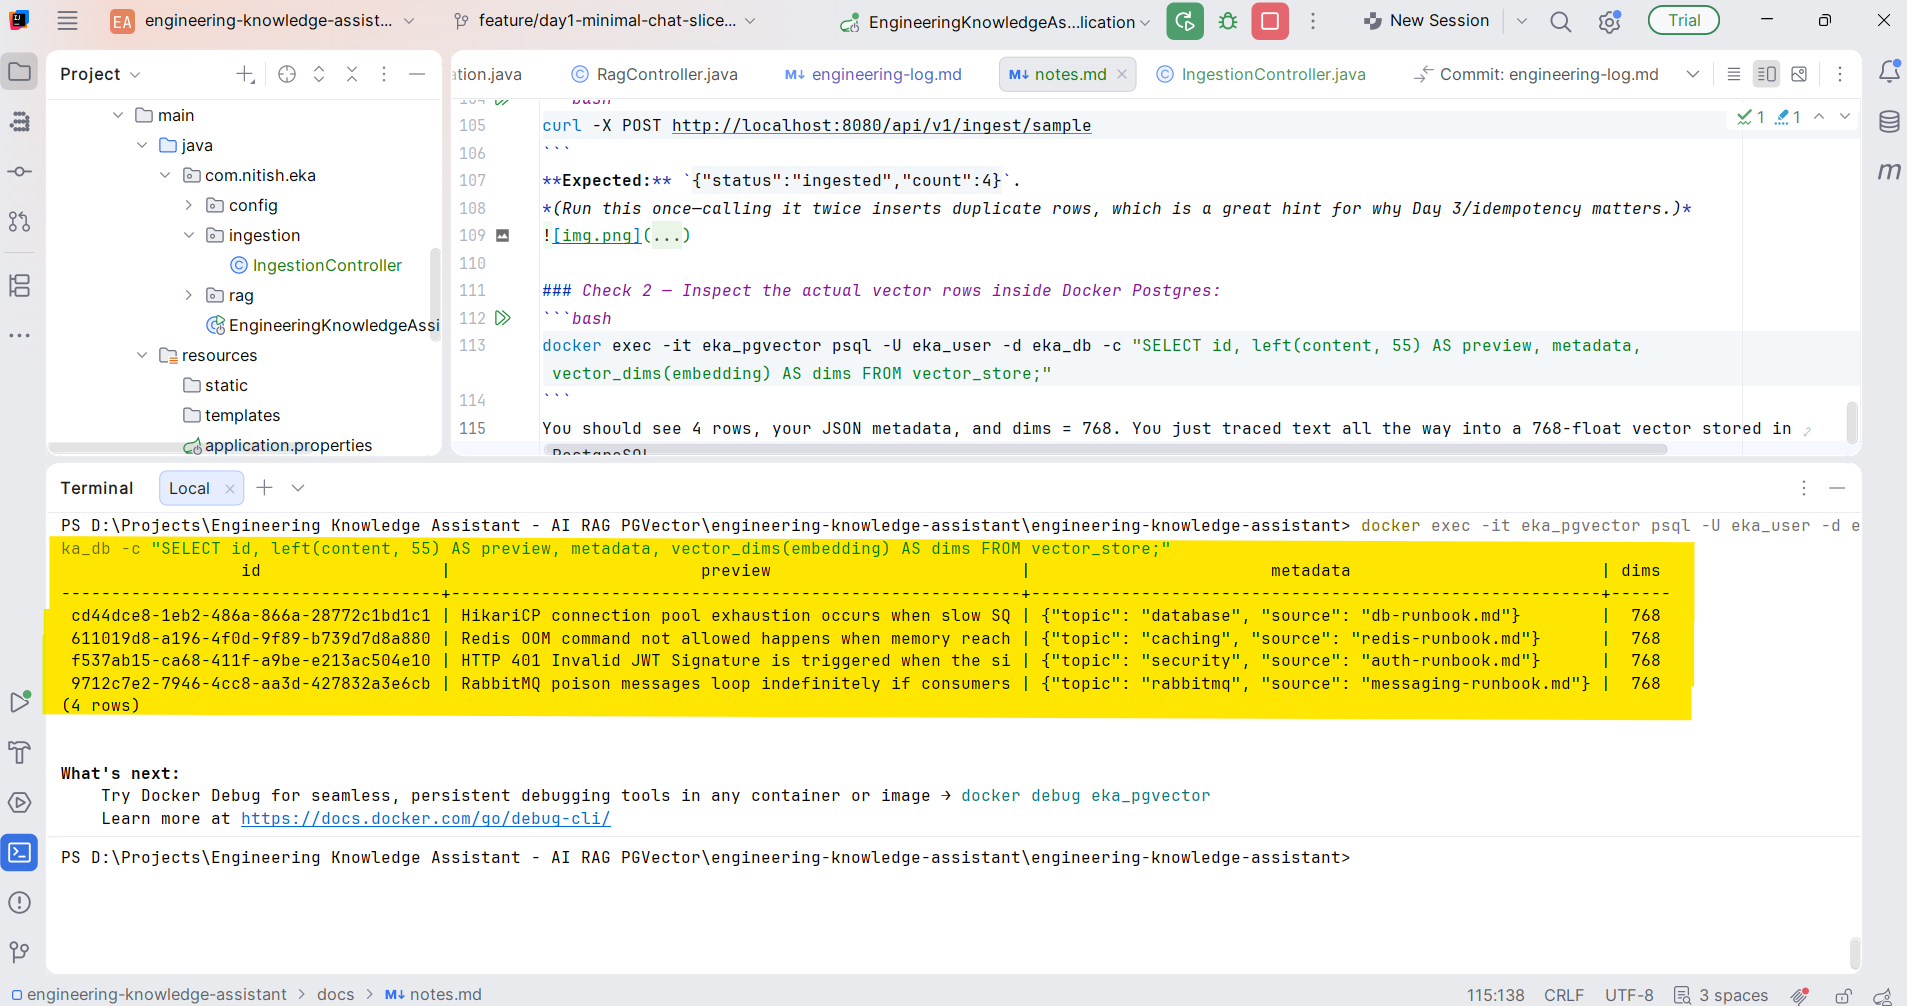 EA engineering-knowledge-assist... feature/day1-minimal-chat-slice... EngineeringKnowledgeAs...lication New Session Trial
Project
main
java
com.nitish.eka
config
ingestion
IngestionController
rag
EngineeringKnowledgeAssi
resources
static
templates
application.properties
ation.java RagController.java M↓ engineering-log.md M↓ notes.md IngestionController.java Commit: engineering-log.md
1 1
105 curl -X POST http://localhost:8080/api/v1/ingest/sample
106 ```
107 **Expected:** `{"status":"ingested","count":4}`.
108 *(Run this once—calling it twice inserts duplicate rows, which is a great hint for why Day 3/idempotency matters.)*
109 ![img.png](...)
110
111 ### Check 2 — Inspect the actual vector rows inside Docker Postgres:
112 ```bash
113 docker exec -it eka_pgvector psql -U eka_user -d eka_db -c "SELECT id, left(content, 55) AS preview, metadata,
vector_dims(embedding) AS dims FROM vector_store;"
114 ```
115 You should see 4 rows, your JSON metadata, and dims = 768. You just traced text all the way into a 768-float vector stored in
Terminal Local
PS D:\Projects\Engineering Knowledge Assistant - AI RAG PGVector\engineering-knowledge-assistant\engineering-knowledge-assistant> docker exec -it eka_pgvector psql -U eka_user -d e
ka_db -c "SELECT id, left(content, 55) AS preview, metadata, vector_dims(embedding) AS dims FROM vector_store;"
id | preview | metadata | dims
--------------------------------------+---------------------------------------------------------+---------------------------------------------------------+------
cd44dce8-1eb2-486a-866a-28772c1bd1c1 | HikariCP connection pool exhaustion occurs when slow SQ | {"topic": "database", "source": "db-runbook.md"} | 768
611019d8-a196-4f0d-9f89-b739d7d8a880 | Redis OOM command not allowed happens when memory reach | {"topic": "caching", "source": "redis-runbook.md"} | 768
f537ab15-ca68-411f-a9be-e213ac504e10 | HTTP 401 Invalid JWT Signature is triggered when the si | {"topic": "security", "source": "auth-runbook.md"} | 768
9712c7e2-7946-4cc8-aa3d-427832a3e6cb | RabbitMQ poison messages loop indefinitely if consumers | {"topic": "rabbitmq", "source": "messaging-runbook.md"} | 768
(4 rows)
What's next:
Try Docker Debug for seamless, persistent debugging tools in any container or image → docker debug eka_pgvector
Learn more at https://docs.docker.com/go/debug-cli/
PS D:\Projects\Engineering Knowledge Assistant - AI RAG PGVector\engineering-knowledge-assistant\engineering-knowledge-assistant>
engineering-knowledge-assistant > docs > M↓ notes.md 115:138 CRLF UTF-8 3 spaces